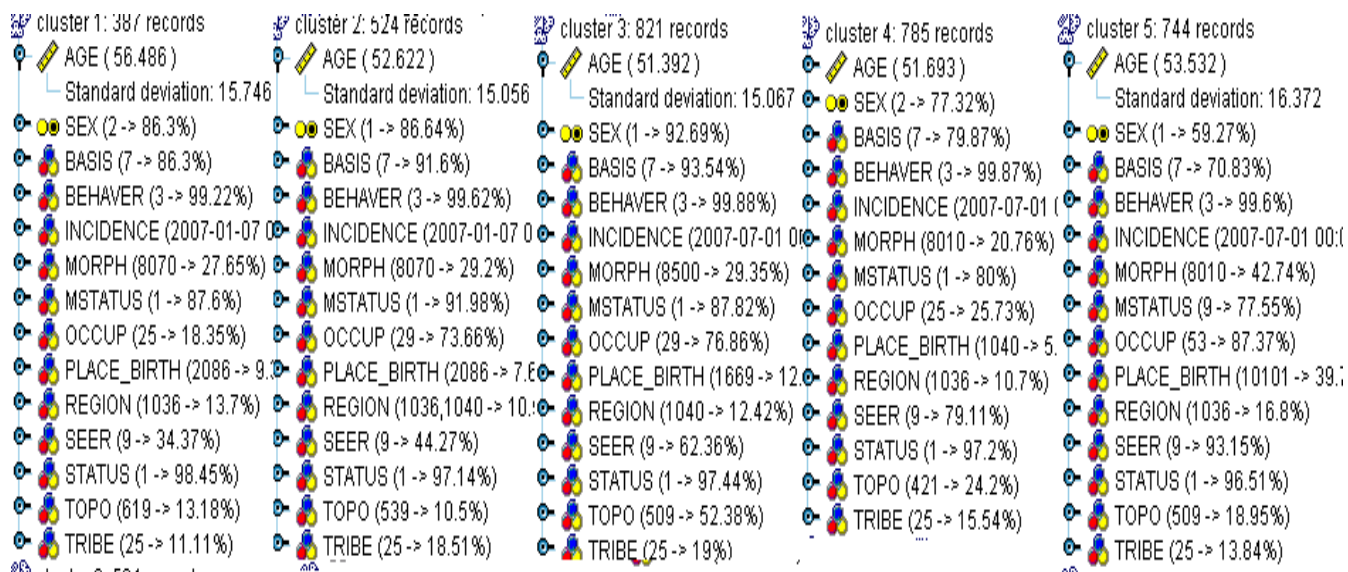 cluster 1: 387 records
AGE ( 56.486 )
Standard deviation: 15.746
SEX (2 -> 86.3%)
BASIS (7 -> 86.3%)
BEHAVER (3 -> 99.22%)
INCIDENCE (2007-01-07 0
MORPH (8070 -> 27.65%)
MSTATUS (1 -> 87.6%)
OCCUP (25 -> 18.35%)
PLACE_BIRTH (2086 -> 9.
REGION (1036 -> 13.7%)
SEER (9 -> 34.37%)
STATUS (1 -> 98.45%)
TOPO (619 -> 13.18%)
TRIBE (25 -> 11.11%)
cluster 2: 524 records
AGE ( 52.622 )
Standard deviation: 15.056
SEX (1 -> 86.64%)
BASIS (7 -> 91.6%)
BEHAVER (3 -> 99.62%)
INCIDENCE (2007-01-07 0
MORPH (8070 -> 29.2%)
MSTATUS (1 -> 91.98%)
OCCUP (29 -> 73.66%)
PLACE_BIRTH (2086 -> 7.6
REGION (1036,1040 -> 10.
SEER (9 -> 44.27%)
STATUS (1 -> 97.14%)
TOPO (539 -> 10.5%)
TRIBE (25 -> 18.51%)
cluster 3: 821 records
AGE ( 51.392 )
Standard deviation: 15.067
SEX (1 -> 92.69%)
BASIS (7 -> 93.54%)
BEHAVER (3 -> 99.88%)
INCIDENCE (2007-07-01 0
MORPH (8500 -> 29.35%)
MSTATUS (1 -> 87.82%)
OCCUP (29 -> 76.86%)
PLACE_BIRTH (1669 -> 12.
REGION (1040 -> 12.42%)
SEER (9 -> 62.36%)
STATUS (1 -> 97.44%)
TOPO (509 -> 52.38%)
TRIBE (25 -> 19%)
cluster 4: 785 records
AGE ( 51.693 )
SEX (2 -> 77.32%)
BASIS (7 -> 79.87%)
BEHAVER (3 -> 99.87%)
INCIDENCE (2007-07-01 (
MORPH (8010 -> 20.76%)
MSTATUS (1 -> 80%)
OCCUP (25 -> 25.73%)
PLACE_BIRTH (1040 -> 5.
REGION (1036 -> 10.7%)
SEER (9 -> 79.11%)
STATUS (1 -> 97.2%)
TOPO (421 -> 24.2%)
TRIBE (25 -> 15.54%)
cluster 5: 744 records
AGE ( 53.532 )
Standard deviation: 16.372
SEX (1 -> 59.27%)
BASIS (7 -> 70.83%)
BEHAVER (3 -> 99.6%)
INCIDENCE (2007-07-01 00:(
MORPH (8010 -> 42.74%)
MSTATUS (9 -> 77.55%)
OCCUP (53 -> 87.37%)
PLACE_BIRTH (10101 -> 39.
REGION (1036 -> 16.8%)
SEER (9 -> 93.15%)
STATUS (1 -> 96.51%)
TOPO (509 -> 18.95%)
TRIBE (25 -> 13.84%)